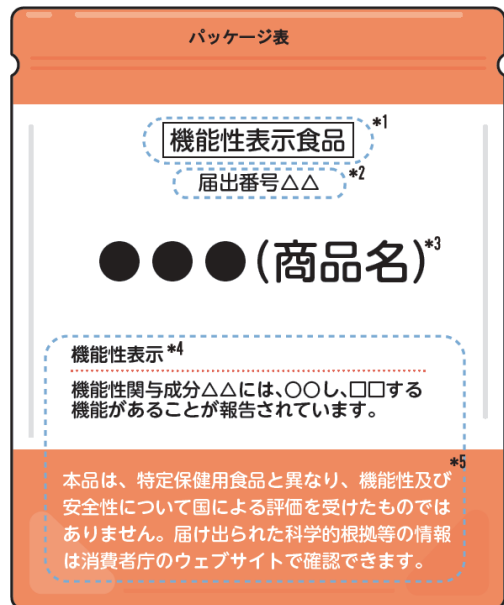 パッケージ表
機能性表示食品*1
届出番号△△*2
●●●(商品名)*3
機能性表示*4
機能性関与成分△△には、○○し、□□する
機能があることが報告されています。
*5
本品は、特定保健用食品と異なり、機能性及び
安全性について国による評価を受けたものでは
ありません。届け出られた科学的根拠等の情報
は消費者庁のウェブサイトで確認できます。